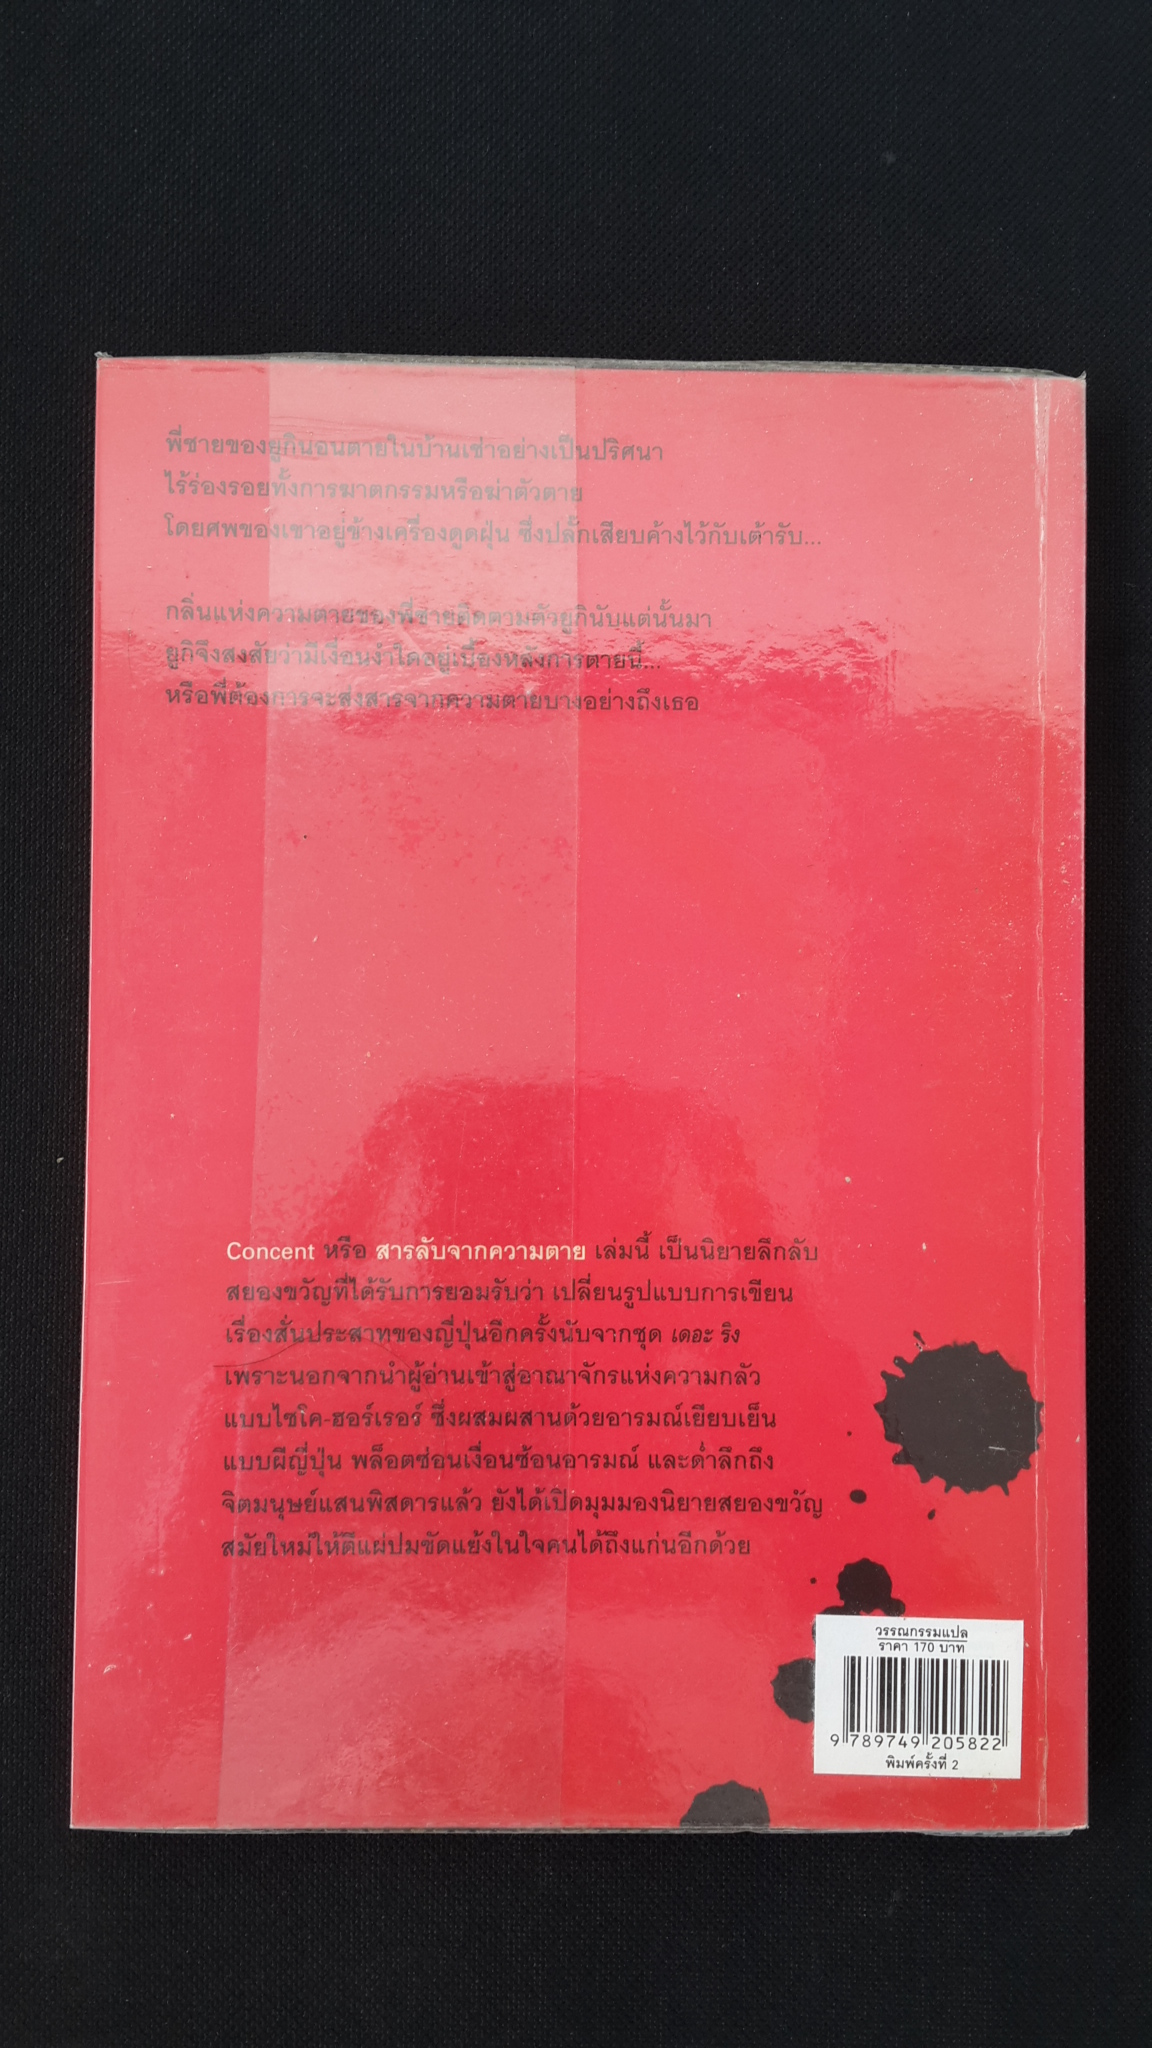 พี่ชายของยูกินอนตายในบ้านเช่าอย่างเป็นปริศนา
ไร้ร่องรอยทั้งการฆาตกรรมหรือฆ่าตัวตาย
โดยศพของเขาอยู่ข้างเครื่องดูดฝุ่น ซึ่งปลั๊กเสียบค้างไว้กับเต้ารับ...
กลิ่นแห่งความตายของพี่ชายติดตามตัวยูกินับแต่นั้นมา
ยูกิจึงสงสัยว่ามีเงื่อนงำใดอยู่เบื้องหลังการตายนี้...
หรือพี่ต้องการจะส่งสารจากความตายบางอย่างถึงเธอ
Concent หรือ สารลับจากความตาย เล่มนี้ เป็นนิยายลึกลับ
สยองขวัญที่ได้รับการยอมรับว่า เปลี่ยนรูปแบบการเขียน
เรื่องสั่นประสาทของญี่ปุ่นอีกครั้งนับจากชุด เดอะ ริง
เพราะนอกจากนำผู้อ่านเข้าสู่อาณาจักรแห่งความกลัว
แบบไซโค-ฮอร์เรอร์ ซึ่งผสมผสานด้วยอารมณ์เยียบเย็น
แบบผีญี่ปุ่น พล็อตซ่อนเงื่อนซ้อนอารมณ์ และดำลึกถึง
จิตมนุษย์แสนพิสดารแล้ว ยังได้เปิดมุมมองนิยายสยองขวัญ
สมัยใหม่ให้ตีแผ่ปมขัดแย้งในใจคนได้ถึงแก่นอีกด้วย
วรรณกรรมแปล
ราคา 170 บาท
9 789749 205822
พิมพ์ครั้งที่ 2